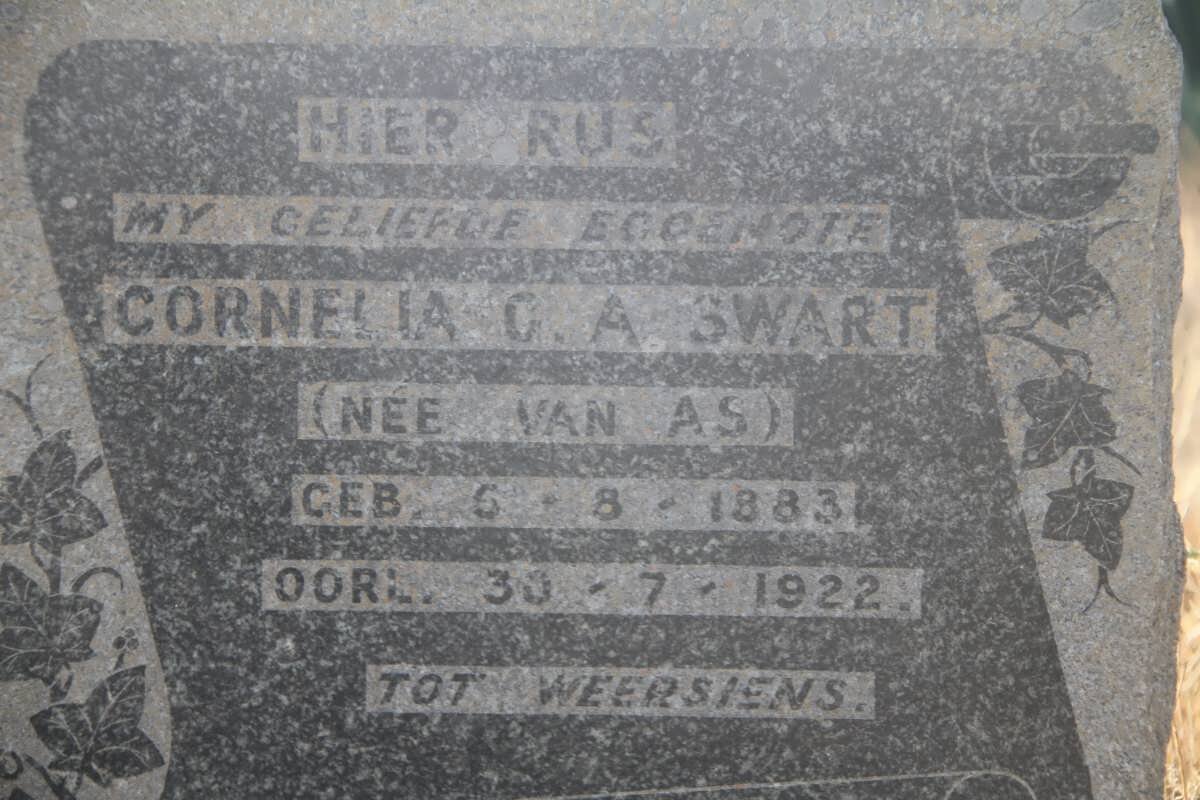 HIER RUS
MY GELIEFDE EGGENOTE
CORNELIA C. A. SWART
(NEE VAN AS)
GEB. 6 - 8 - 1883.
OORL. 30 - 7 - 1922.
TOT WEERSIENS.